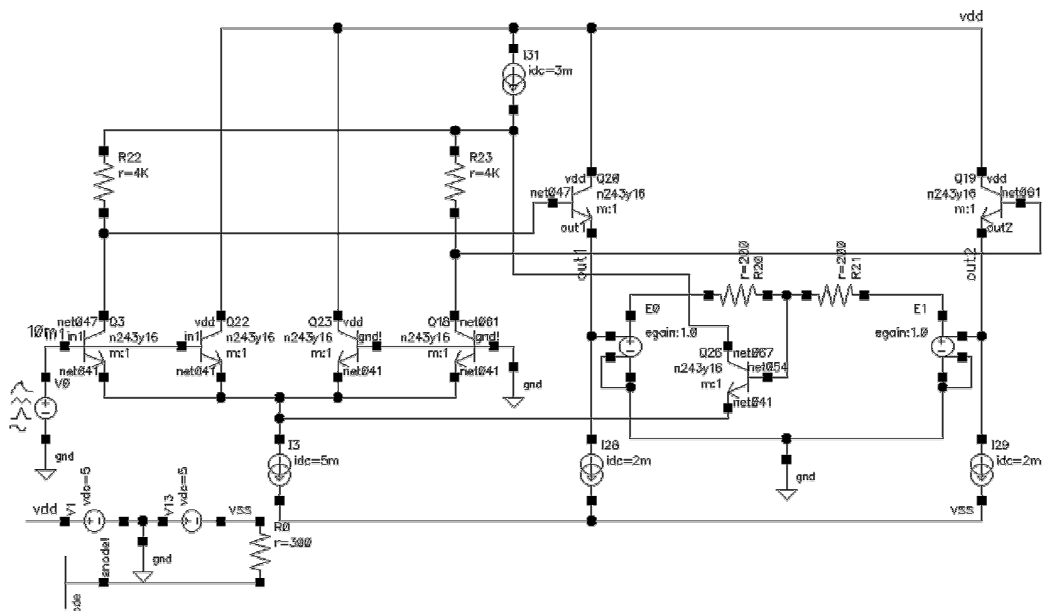 vdd
I31
idc=3m
R22
r=4K
R23
r=4K
vdd Q20
net047
n243y16
m:1
out1
Q19 vdd
n243y16
net061
m:1
out2
out1
out2
r=200
R20
r=200
R21
E0
egain:1.0
E1
egain:1.0
net047 Q3
in1
n243y16
m:1
net041
vdd Q22
in1
n243y16
m:1
net041
Q23 vdd
n243y16
gnd!
m:1
net041
Q18 net061
n243y16
gnd!
m:1
net041
Q26 net067
n243y16
net054
m:1
net041
V0
gnd
gnd
I3
idc=5m
I28
idc=2m
I29
idc=2m
gnd
vdd
V1
vdc=5
V13
vdc=5
vss
vss
R0
r=300
gnd